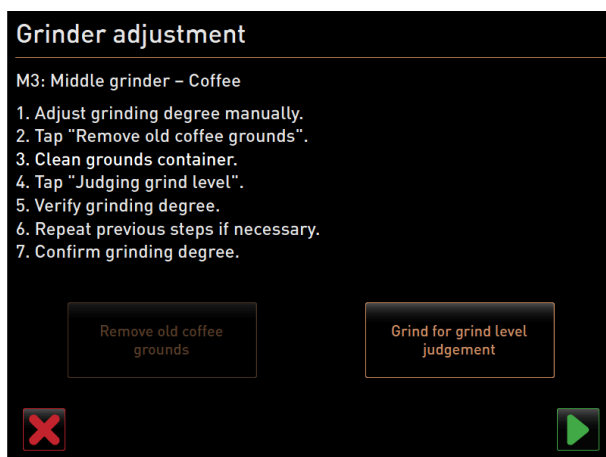 Grinder adjustment
M3: Middle grinder – Coffee
1. Adjust grinding degree manually.
2. Tap "Remove old coffee grounds".
3. Clean grounds container.
4. Tap "Judging grind level".
5. Verify grinding degree.
6. Repeat previous steps if necessary.
7. Confirm grinding degree.
Remove old coffee
grounds
Grind for grind level
judgement